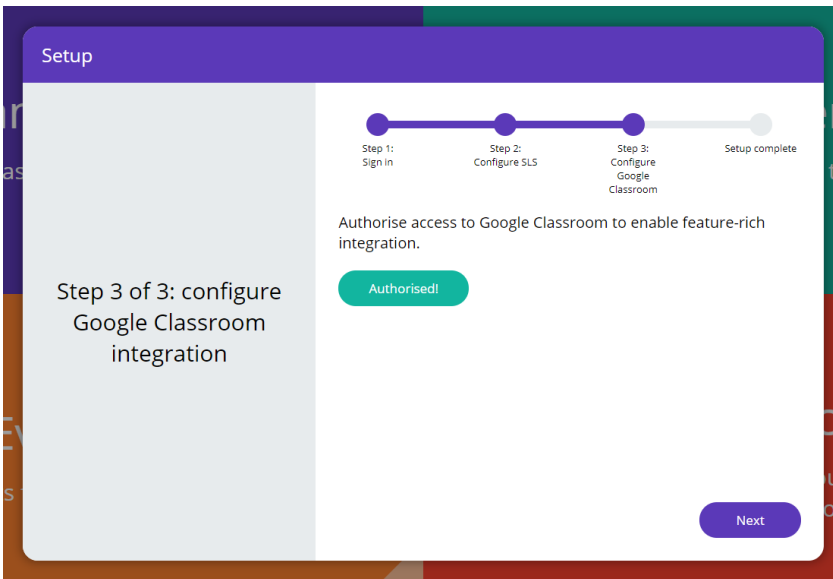 Setup
Step 1:
Sign in
Step 2:
Configure SLS
Step 3:
Configure
Google
Classroom
Setup complete
Authorise access to Google Classroom to enable feature-rich
integration.
Authorised!
Step 3 of 3: configure
Google Classroom
integration
Next